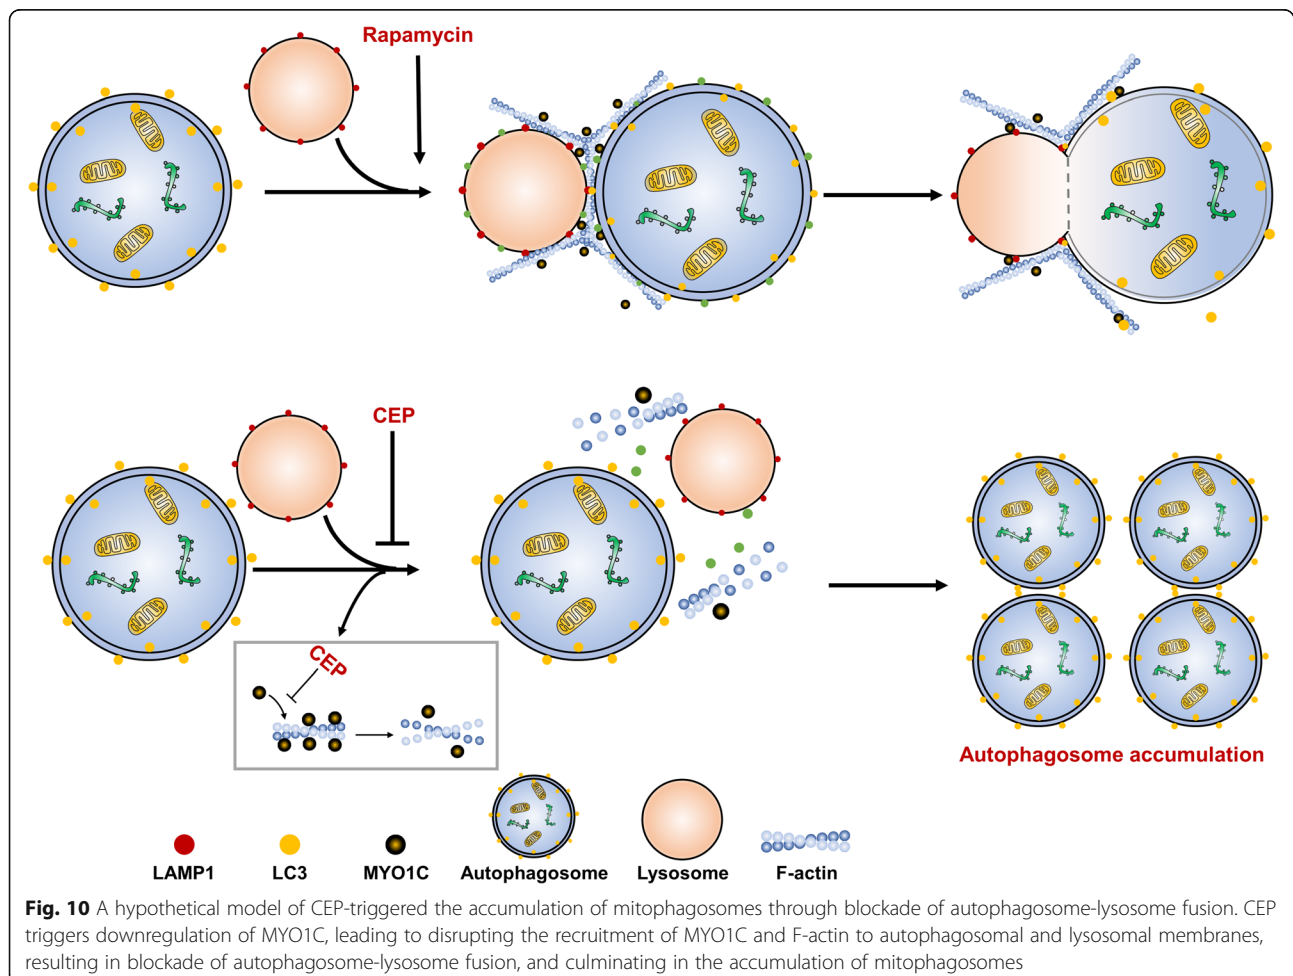 Rapamycin
CEP
CEP
Autophagosome accumulation
LAMP1
LC3
MYO1C
Autophagosome
Lysosome
F-actin
Fig. 10 A hypothetical model of CEP-triggered the accumulation of mitophagosomes through blockade of autophagosome-lysosome fusion. CEP
triggers downregulation of MYO1C, leading to disrupting the recruitment of MYO1C and F-actin to autophagosomal and lysosomal membranes,
resulting in blockade of autophagosome-lysosome fusion, and culminating in the accumulation of mitophagosomes